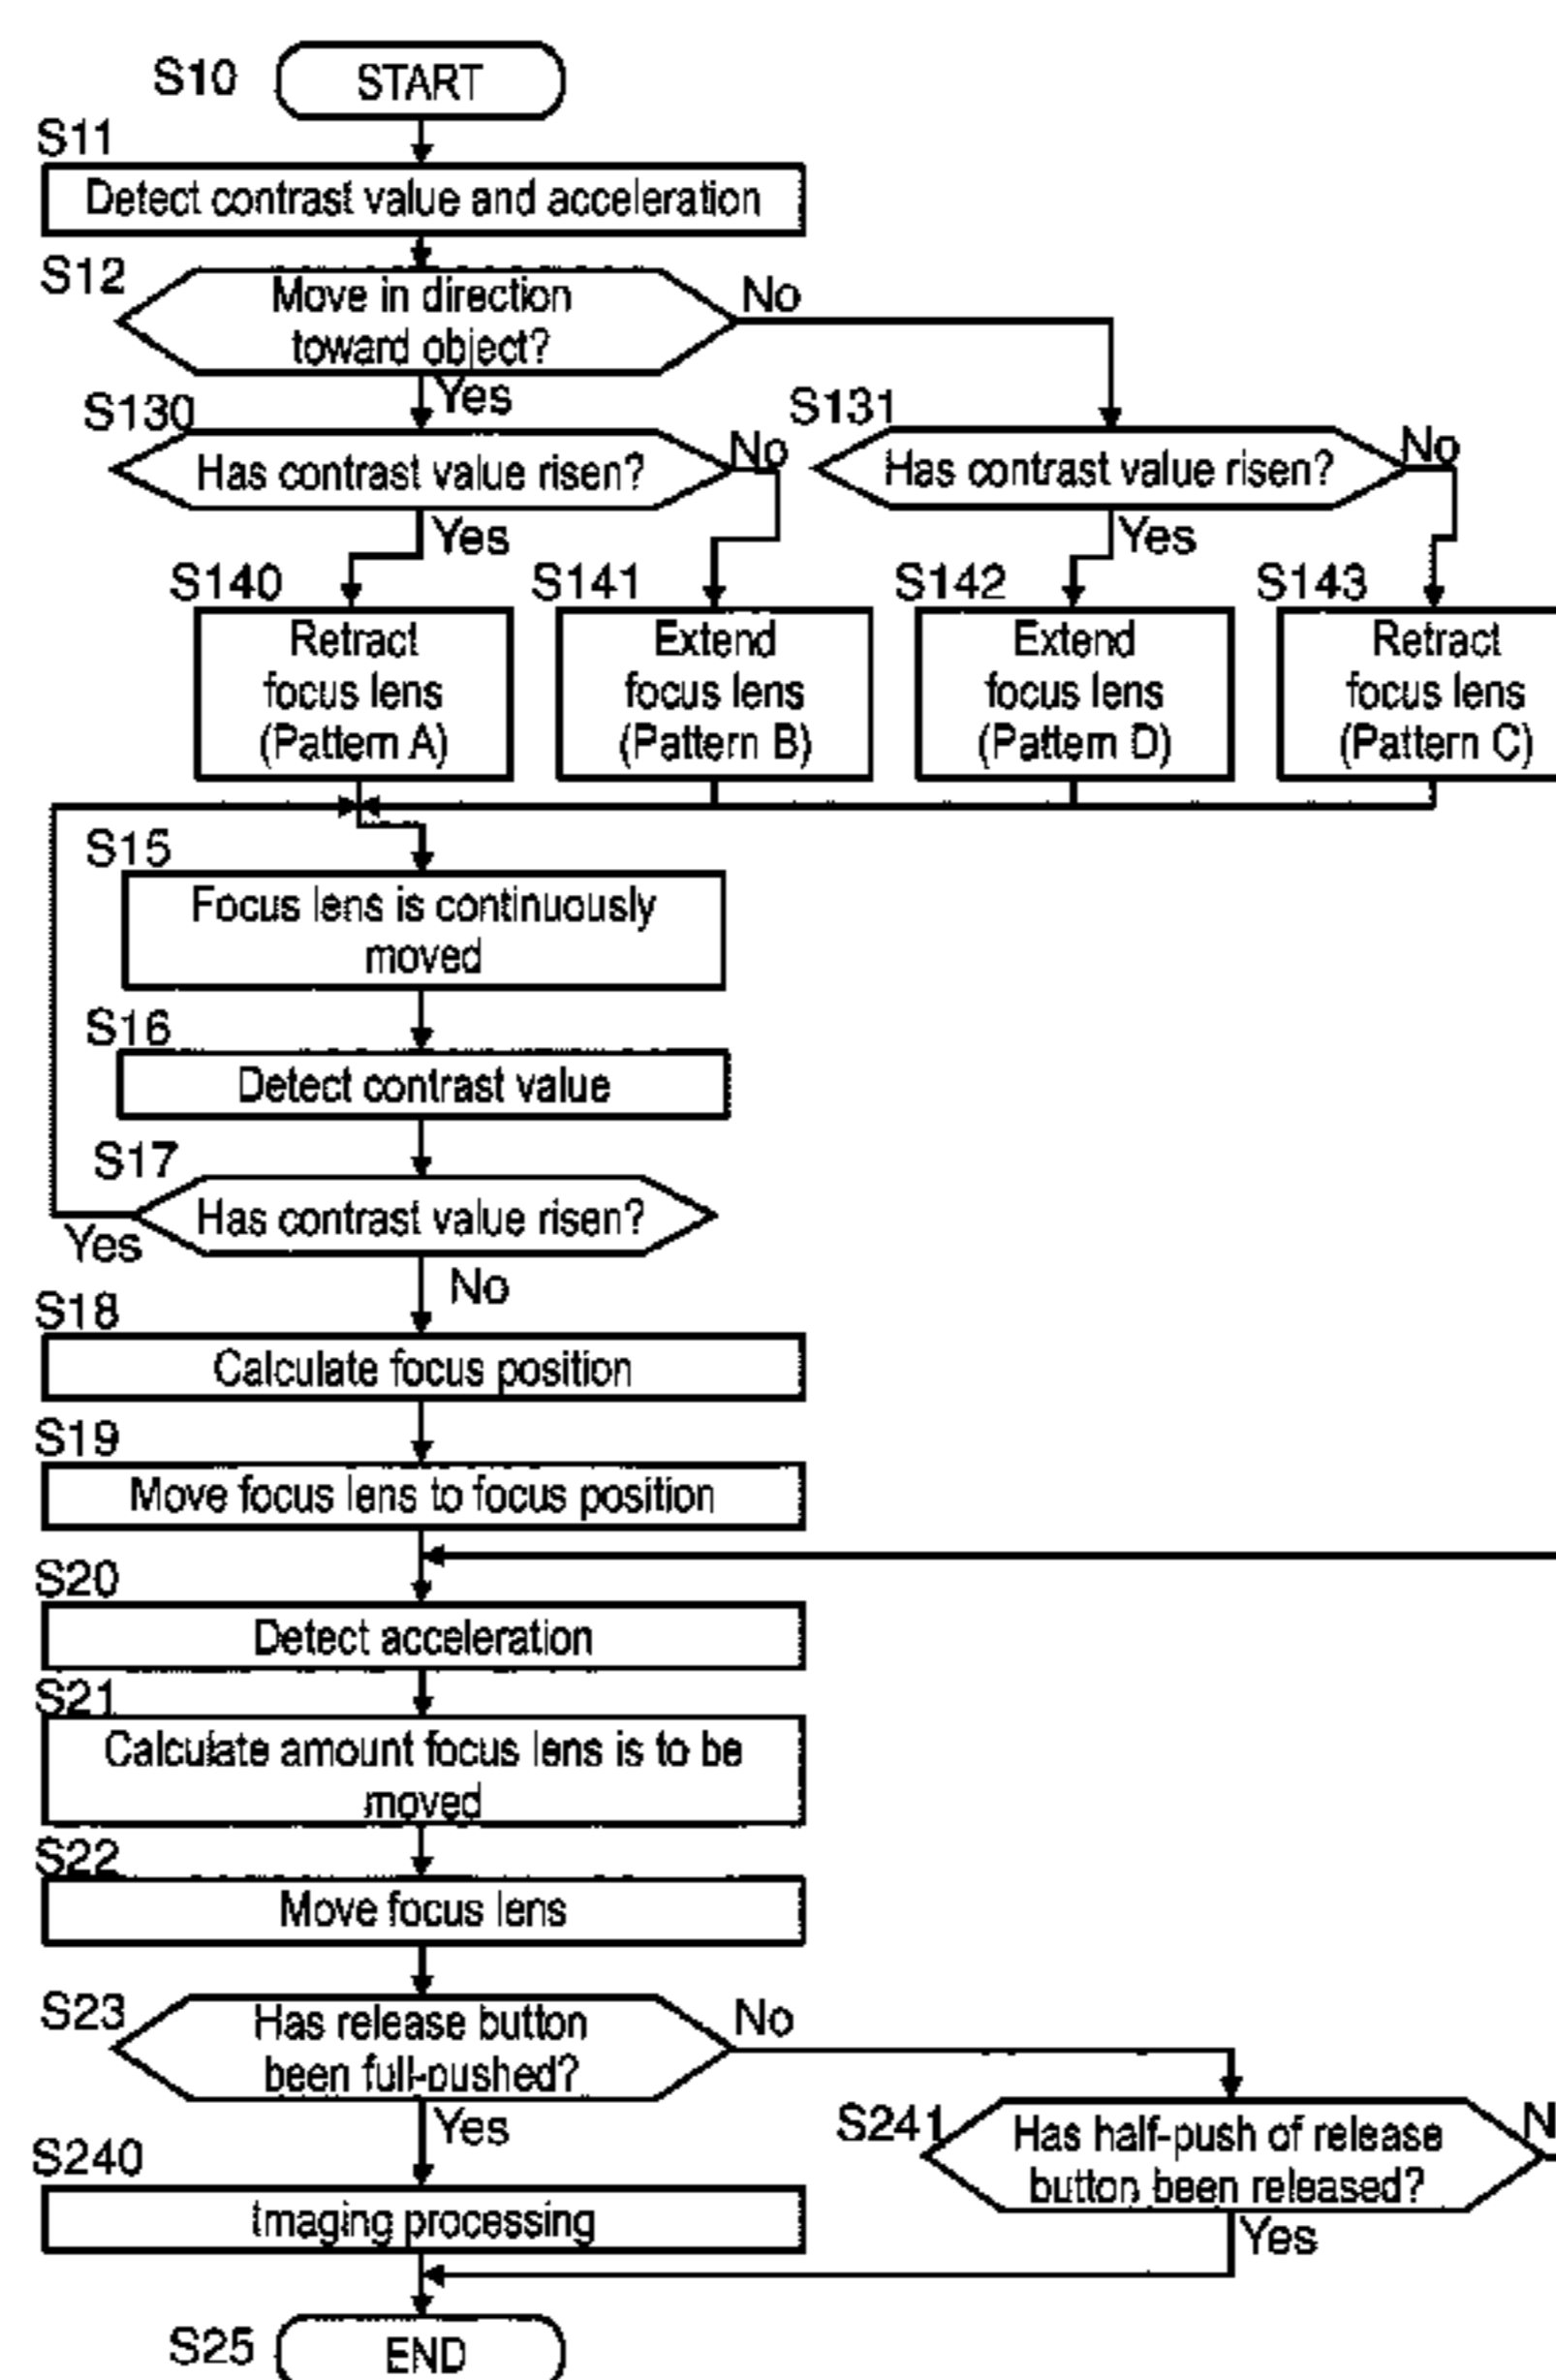 S10
START
S11
Detect contrast value and acceleration
S12
Move in direction
toward object?
No
Yes
S130
Has contrast value risen?
No
Yes
S131
Has contrast value risen?
No
Yes
S140
Retract
focus lens
(Pattern A)
S141
Extend
focus lens
(Pattern B)
S142
Extend
focus lens
(Pattern D)
S143
Retract
focus lens
(Pattern C)
S15
Focus lens is continuously
moved
S16
Detect contrast value
S17
Has contrast value risen?
Yes
No
S18
Calculate focus position
S19
Move focus lens to focus position
S20
Detect acceleration
S21
Calculate amount focus lens is to be
moved
S22
Move focus lens
S23
Has release button
been full-pushed?
No
Yes
S240
Imaging processing
S241
Has half-push of release
button been released?
N
Yes
S25
END